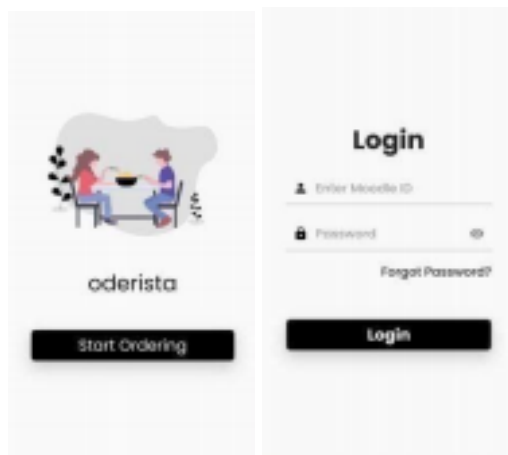 oderista
Start Ordering
Login
Enter Moodle ID
Password
Forgot Password?
Login